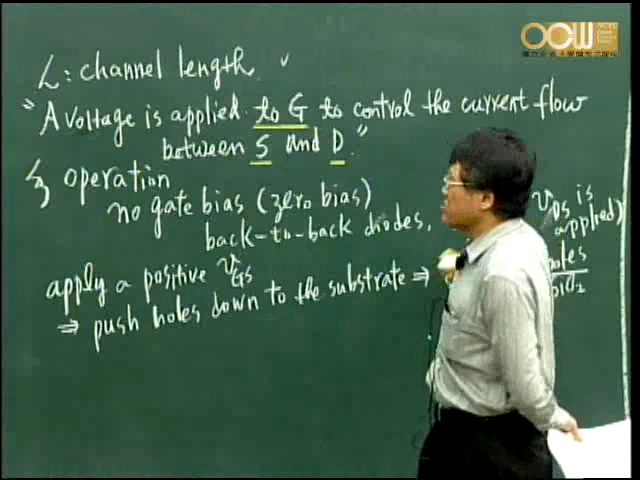 OCW
L: channel length.
"A voltage is applied to G to control the current flow
between S and D."
operation
no gate bias (zero bias)
back-to-back diodes, VDS is applied)
apply a positive VGS
⇒ push holes down to the substrate ⇒ holes